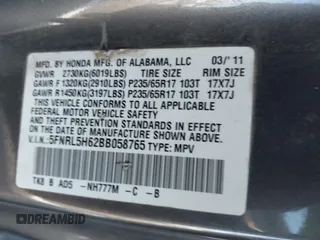 MFD. BY HONDA MFG. OF ALABAMA, LLC 03/'11
GVWR 2730KG(6019LBS) TIRE SIZE RIM SIZE
GAWR F 1320KG(2910LBS) P235/65R17 103T 17X7J
GAWR R1450KG(3197LBS) P235/65R17 103T 17X7J
THIS VEHICLE CONFORMS TO ALL APPLICABLE
FEDERAL MOTOR VEHICLE SAFETY AND THEFT
PREVENTION STANDARDS IN EFFECT ON THE
DATE OF MANUFACTURE SHOWN ABOVE.
V.I.N.:5FNRL5H62BB058765 TYPE: MPV
TK8 B AD5 -NH777M -C -B
DREAMBID